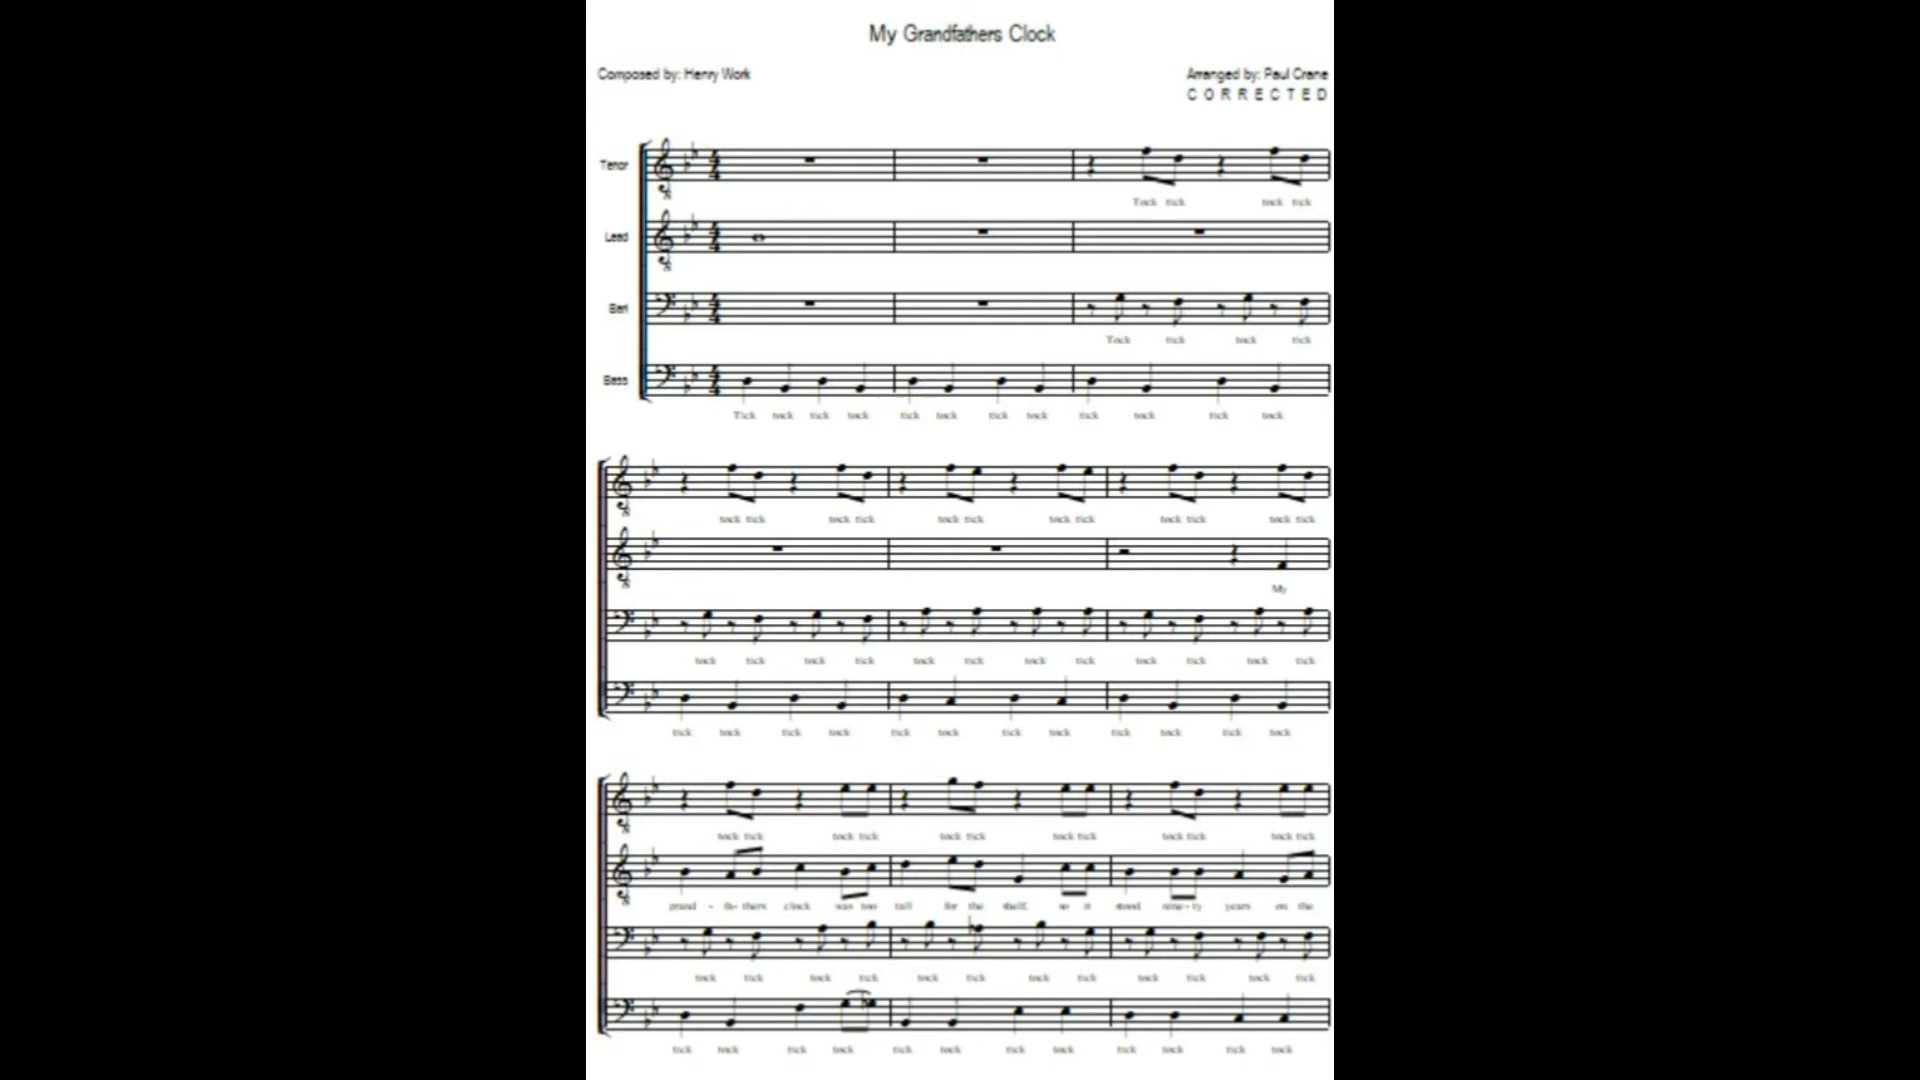 My Grandfathers Clock
Composed by: Henry Work
Arranged by: Paul Crane
C O R R E C T E D
Tenor
Tock tick tock tick
Lead
Bari
Tock tick tock tick
Bass
Tick tock tick tock tick tock tick tock tick tock tick tock
tock tick tock tick tock tick tock tick tock tick tock tick
My
tock tick tock tick tock tick tock tick tock tick tock tick
tick tock tick tock tick tock tick tock tick tock tick tock
tock tick tock tick tock tick tock tick tock tick tock tick
grand - fa- thers clock was too tall for the shelf, so it stood nine-ty years on the
tock tick tock tick tock tick tock tick tock tick tock tick
tick tock tick tock tick tock tick tock tick tock tick tock